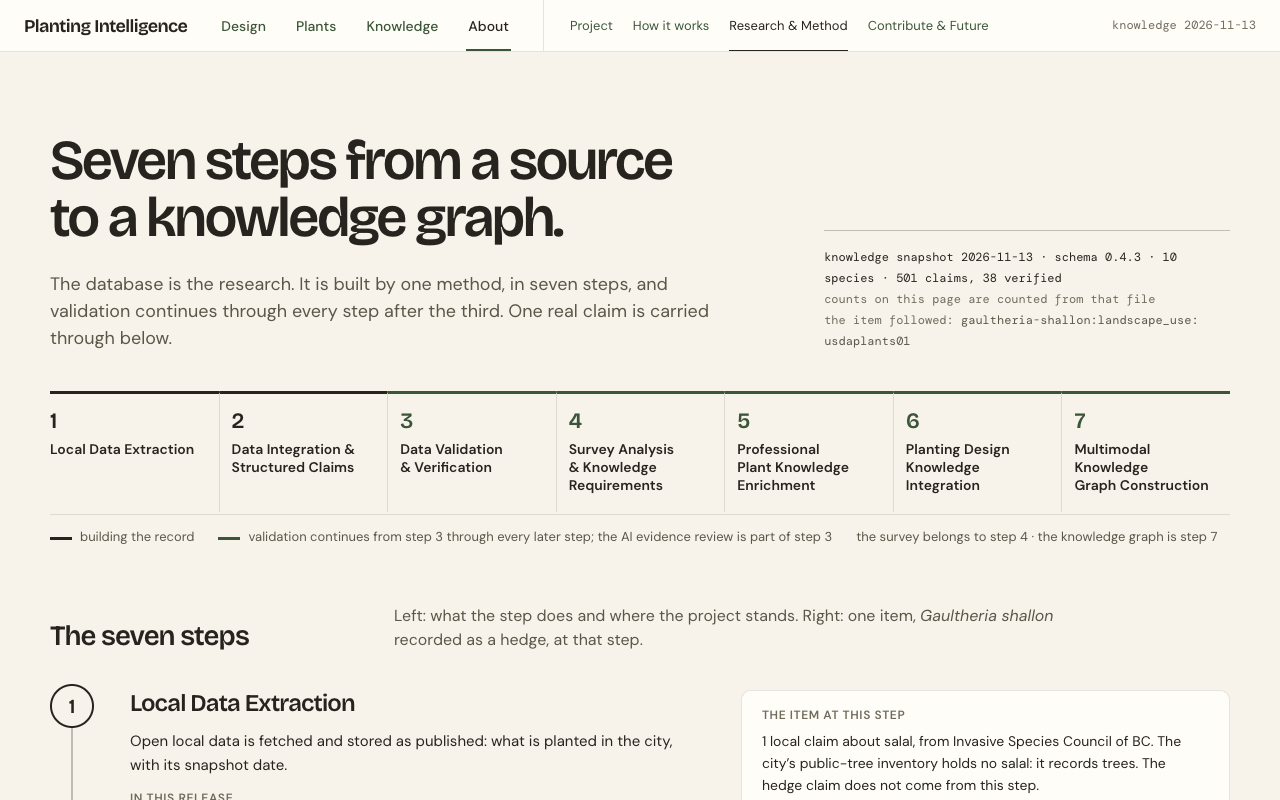 Planting Intelligence Design Plants Knowledge About Project How it works Research & Method Contribute & Future knowledge 2026-11-13
Seven steps from a source
to a knowledge graph.
The database is the research. It is built by one method, in seven steps, and
validation continues through every step after the third. One real claim is carried
through below.
knowledge snapshot 2026-11-13 · schema 0.4.3 · 10
species · 501 claims, 38 verified
counts on this page are counted from that file
the item followed: gaultheria-shallon:landscape_use:
usdaplants01
1
Local Data Extraction
2
Data Integration &
Structured Claims
3
Data Validation
& Verification
4
Survey Analysis
& Knowledge
Requirements
5
Professional
Plant Knowledge
Enrichment
6
Planting Design
Knowledge
Integration
7
Multimodal
Knowledge
Graph Construction
building the record validation continues from step 3 through every later step; the AI evidence review is part of step 3 the survey belongs to step 4 · the knowledge graph is step 7
The seven steps
Left: what the step does and where the project stands. Right: one item, Gaultheria shallon
recorded as a hedge, at that step.
1
Local Data Extraction
Open local data is fetched and stored as published: what is planted in the city,
with its snapshot date.
IN THIS RELEASE
THE ITEM AT THIS STEP
1 local claim about salal, from Invasive Species Council of BC. The
city's public-tree inventory holds no salal: it records trees. The
hedge claim does not come from this step.